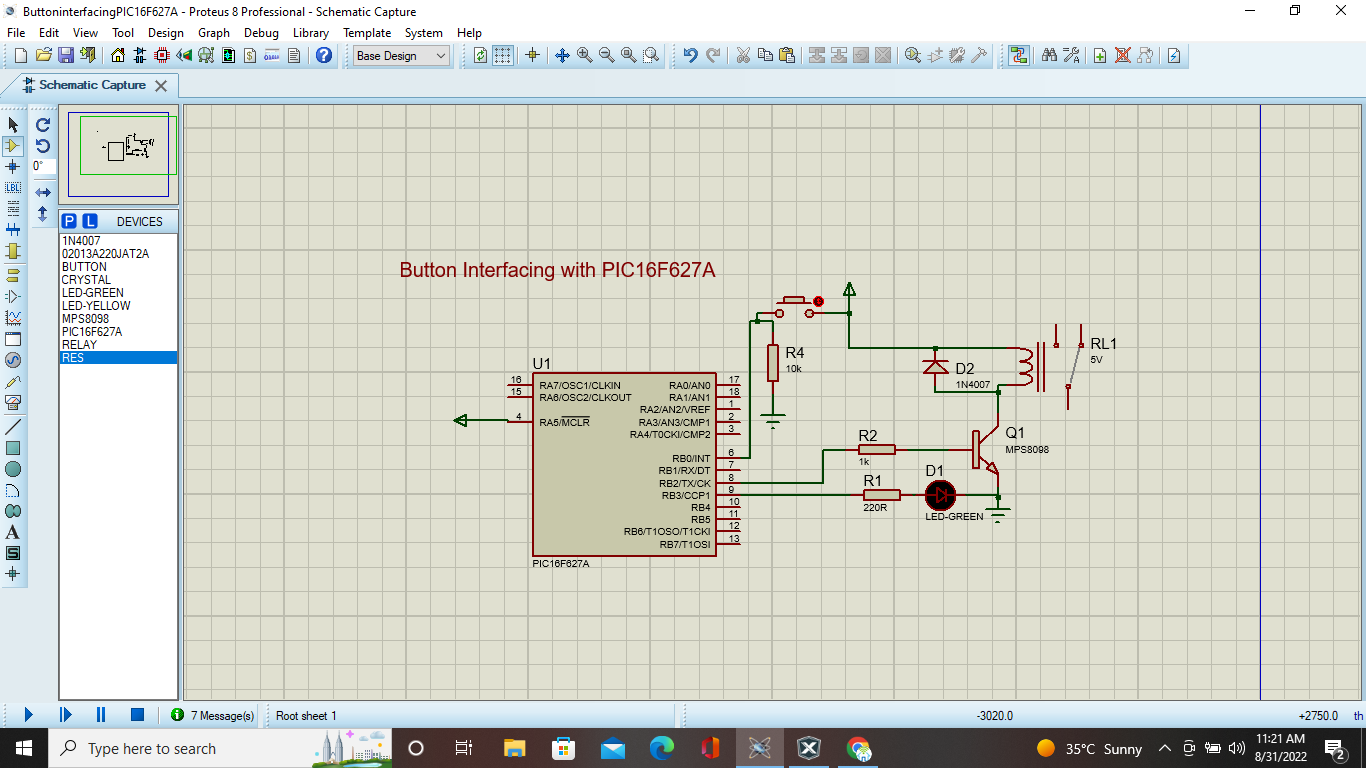 ButtoninterfacingPIC16F627A - Proteus 8 Professional - Schematic Capture
File Edit View Tool Design Graph Debug Library Template System Help
Base Design
Schematic Capture
0°
P L DEVICES
1N4007
02013A220JAT2A
BUTTON
CRYSTAL
LED-GREEN
LED-YELLOW
MPS8098
PIC16F627A
RELAY
RES
LBL
A
S
Button Interfacing with PIC16F627A
R4
10k
RL1
5V
D2
1N4007
U1
16 RA7/OSC1/CLKIN RA0/AN0 17
15 RA6/OSC2/CLKOUT RA1/AN1 18
RA2/AN2/VREF 1
4 RA5/MCLR RA3/AN3/CMP1 2
RA4/T0CKI/CMP2 3
RB0/INT 6
RB1/RX/DT 7
RB2/TX/CK 8
RB3/CCP1 9
RB4 10
RB5 11
RB6/T1OSO/T1CKI 12
RB7/T1OSI 13
PIC16F627A
R2
1k
Q1
MPS8098
R1
220R
D1
LED-GREEN
7 Message(s) Root sheet 1 -3020.0 +2750.0 th
Type here to search
35°C Sunny
11:21 AM
8/31/2022
2